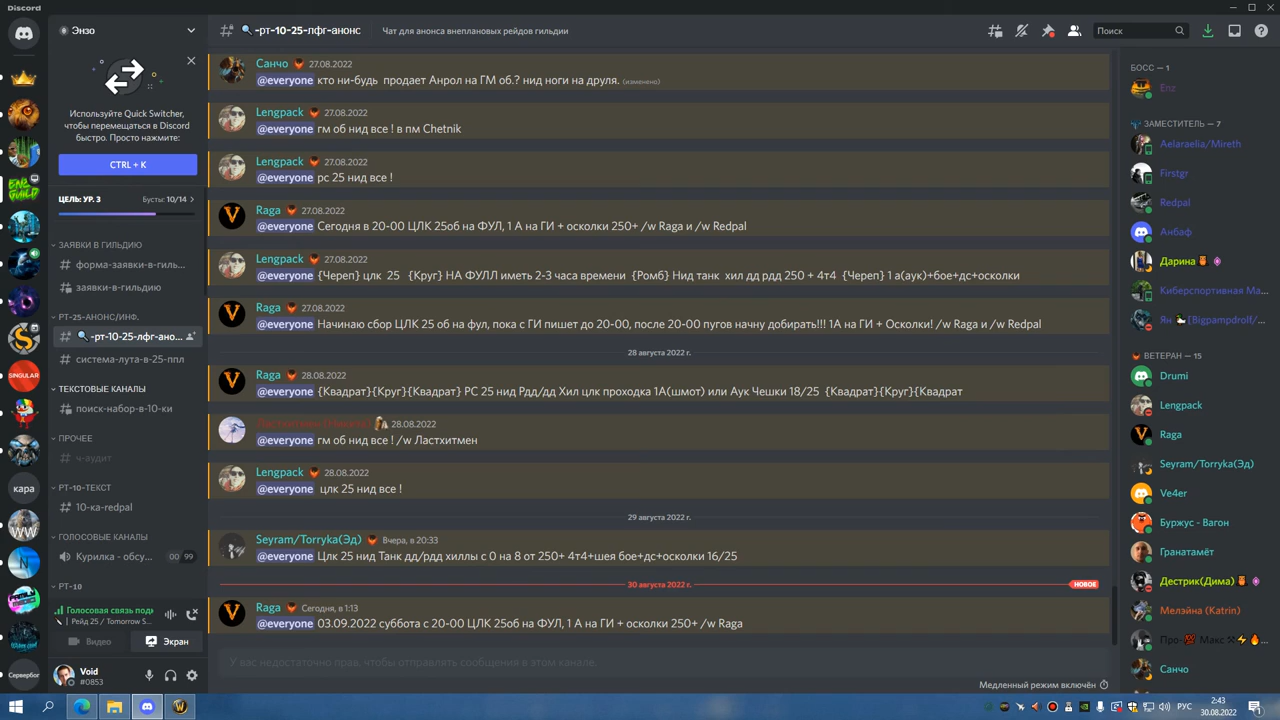 Discord
Энзо
-рт-10-25-лфг-анонс
Чат для анонса внеплановых рейдов гильдии
Поиск
Используйте Quick Switcher,
чтобы перемещаться в Discord
быстро. Просто нажмите:
CTRL + K
ЦЕЛЬ: УР. 3
Бусты: 10/14
ЗАЯВКИ В ГИЛЬДИЮ
форма-заявки-в-гиль...
заявки-в-гильдию
РТ-25-АНОНС/ИНФ.
-рт-10-25-лфг-ано...
система-лута-в-25-ппл
ТЕКСТОВЫЕ КАНАЛЫ
поиск-набор-в-10-ки
ПРОЧЕЕ
ч-аудит
РТ-10-ТЕКСТ
10-ка-redpal
ГОЛОСОВЫЕ КАНАЛЫ
Курилка - обсу...
00 99
РТ-10
Голосовая связь подк
Рейд 25 / Tomorrow S...
Видео
Экран
Void
#0853
ENZ
GUILD
SINGULAR
кара
WW
N
Сервербог
Санчо 27.08.2022
@everyone кто ни-будь продает Анрол на ГМ об.? нид ноги на друля. (изменено)
Lengpack 27.08.2022
@everyone гм об нид все ! в пм Chetnik
Lengpack 27.08.2022
@everyone рс 25 нид все !
Raga 27.08.2022
@everyone Сегодня в 20-00 ЦЛК 25об на ФУЛ, 1 А на ГИ + осколки 250+ /w Raga и /w Redpal
Lengpack 27.08.2022
@everyone {Череп} цлк 25 {Круг} НА ФУЛЛ иметь 2-3 часа времени {Ромб} Нид танк хил дд рдд 250 + 4т4 {Череп} 1 а(аук)+бое+дс+осколки
Raga 27.08.2022
@everyone Начинаю сбор ЦЛК 25 об на фул, пока с ГИ пишет до 20-00, после 20-00 пугов начну добирать!!! 1А на ГИ + Осколки! /w Raga и /w Redpal
28 августа 2022 г.
Raga 28.08.2022
@everyone {Квадрат}{Круг}{Квадрат} РС 25 нид Рдд/дд Хил цлк проходка 1А(шмот) или Аук Чешки 18/25 {Квадрат}{Круг}{Квадрат
28.08.2022
@everyone гм об нид все ! /w Ластхитмен
Lengpack 28.08.2022
@everyone цлк 25 нид все !
29 августа 2022 г.
Seyram/Torryka(Эд) Вчера, в 20:33
@everyone Цлк 25 нид Танк дд/рдд хиллы с 0 на 8 от 250+ 4т4+шея бое+дс+осколки 16/25
30 августа 2022 г.
НОВОЕ
Raga Сегодня, в 1:13
@everyone 03.09.2022 суббота с 20-00 ЦЛК 25об на ФУЛ, 1 А на ГИ + осколки 250+ /w Raga
У вас недостаточно прав, чтобы отправлять сообщения в этом канале.
Медленный режим включён
БОСС — 1
Enz
ЗАМЕСТИТЕЛЬ — 7
Aelaraelia/Mireth
Firstgr
Redpal
Анбаф
Дарина
Киберспортивная Ма...
Ян [Bigpampdrolf/...
ВЕТЕРАН — 15
Drumi
Lengpack
Raga
Seyram/Torryka(Эд)
Ve4er
Буржус - Вагон
Гранатамёт
Дестрик(Дима)
Мелэйна (Katrin)
Про- Макс
Санчо
РУС
2:43
30.08.2022
1